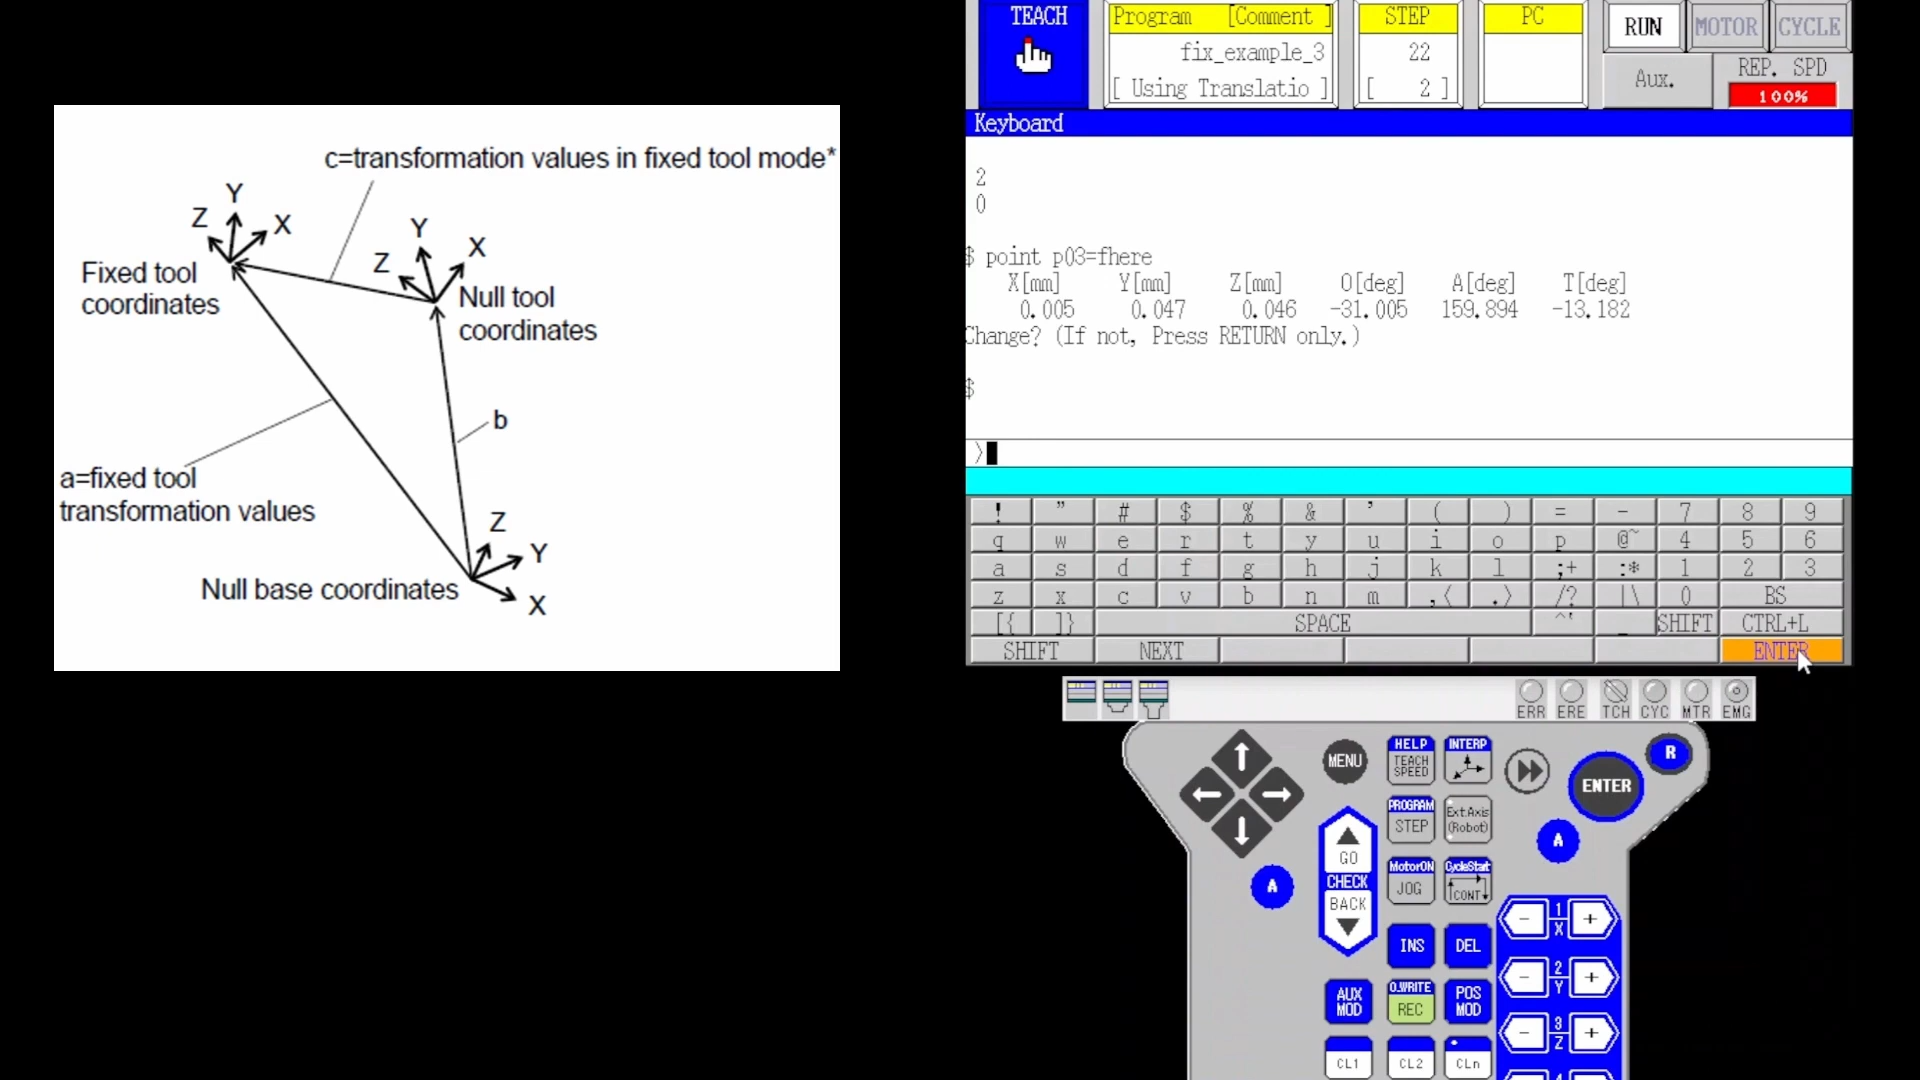 c=transformation values in fixed tool mode*
Y
Z
X
Y
X
Z
Fixed tool
coordinates
Null tool
coordinates
b
a=fixed tool
transformation values
Z
Y
Null base coordinates
X
TEACH
Program [Comment ]
fix_example_3
[ Using Translatio ]
STEP
22
[ 2 ]
PC
RUN
MOTOR
CYCLE
Aux.
REP. SPD
100%
Keyboard
2
0
$ point p03=fhere
X[mm] Y[mm] Z[mm] O[deg] A[deg] T[deg]
0.005 0.047 0.046 -31.005 159.894 -13.182
Change? (If not, Press RETURN only.)
$
>
! " # $ % & ' ( ) = - 7 8 9
q w e r t y u i o p @~ 4 5 6
a s d f g h j k l ;+ :* 1 2 3
z x c v b n m ,< .> /? |\ 0 BS
[{ ]} SPACE ^' _ SHIFT CTRL+L
SHIFT NEXT ENTER
ERR ERE TCH CYC MTR EMG
MENU
HELP
TEACH
SPEED
INTERP
ENTER
R
PROGRAM
STEP
Ext.Axis
(Robot)
A
GO
CHECK
BACK
MotorON
JOG
CycleStart
CONT
A
- 1 X +
INS
DEL
- 2 Y +
AUX
MOD
O.WRITE
REC
POS
MOD
- 3 Z +
CL1
CL2
CLn